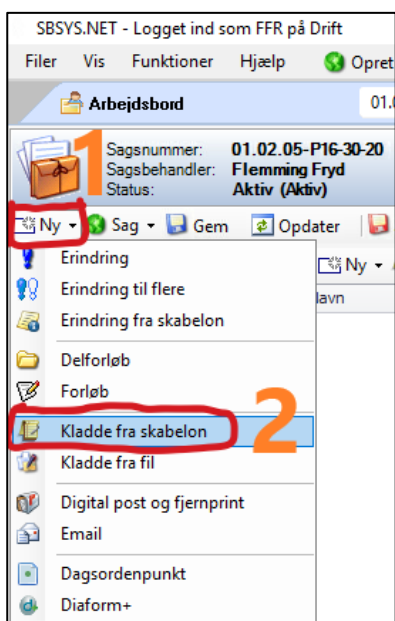 SBSYS.NET - Logget ind som FFR på Drift
Filer Vis Funktioner Hjælp Opret
Arbejdsbord 01.
1
Sagsnummer: 01.02.05-P16-30-20
Sagsbehandler: Flemming Fryd
Status: Aktiv (Aktiv)
Ny Sag Gem Opdater
Erindring
Ny
Erindring til flere
Erindring fra skabelon
Delforløb
Forløb
Kladde fra skabelon
2
Kladde fra fil
Digital post og fjernprint
Email
Dagsordenpunkt
Diaform+